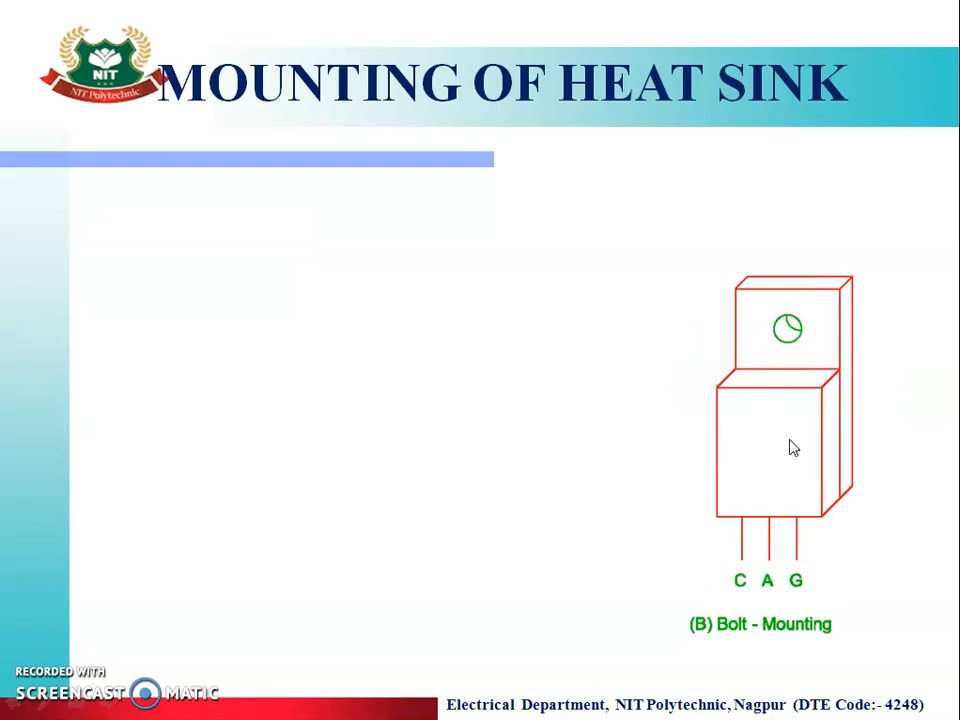 NIT
NIT Polytechnic
MOUNTING OF HEAT SINK
C A G
(B) Bolt - Mounting
RECORDED WITH
SCREENCAST MATIC
Electrical Department, NIT Polytechnic, Nagpur (DTE Code:- 4248)